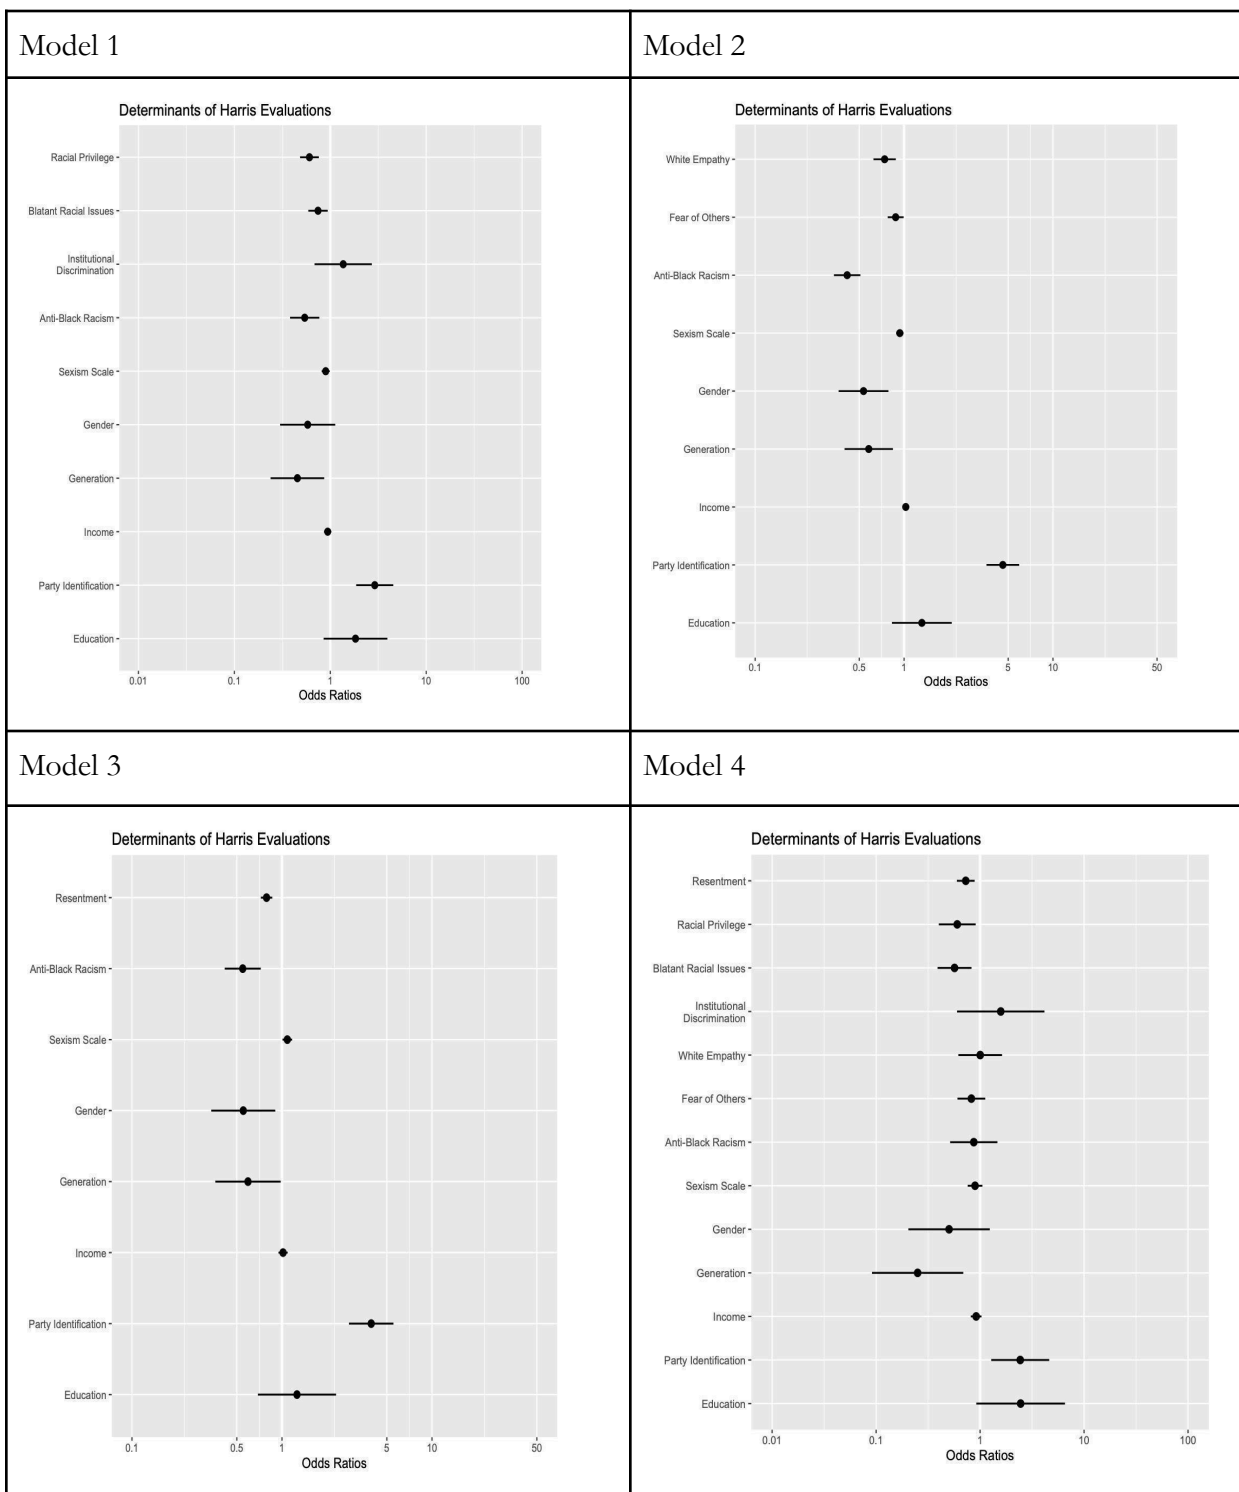 Model 1
Model 2
Determinants of Harris Evaluations
Racial Privilege
Blatant Racial Issues
Institutional
Discrimination
Anti-Black Racism
Sexism Scale
Gender
Generation
Income
Party Identification
Education
0.01
0.1
1
10
100
Odds Ratios
Determinants of Harris Evaluations
White Empathy
Fear of Others
Anti-Black Racism
Sexism Scale
Gender
Generation
Income
Party Identification
Education
0.1
0.5
1
5
10
50
Odds Ratios
Model 3
Model 4
Determinants of Harris Evaluations
Resentment
Anti-Black Racism
Sexism Scale
Gender
Generation
Income
Party Identification
Education
0.1
0.5
1
5
10
50
Odds Ratios
Determinants of Harris Evaluations
Resentment
Racial Privilege
Blatant Racial Issues
Institutional
Discrimination
White Empathy
Fear of Others
Anti-Black Racism
Sexism Scale
Gender
Generation
Income
Party Identification
Education
0.01
0.1
1
10
100
Odds Ratios